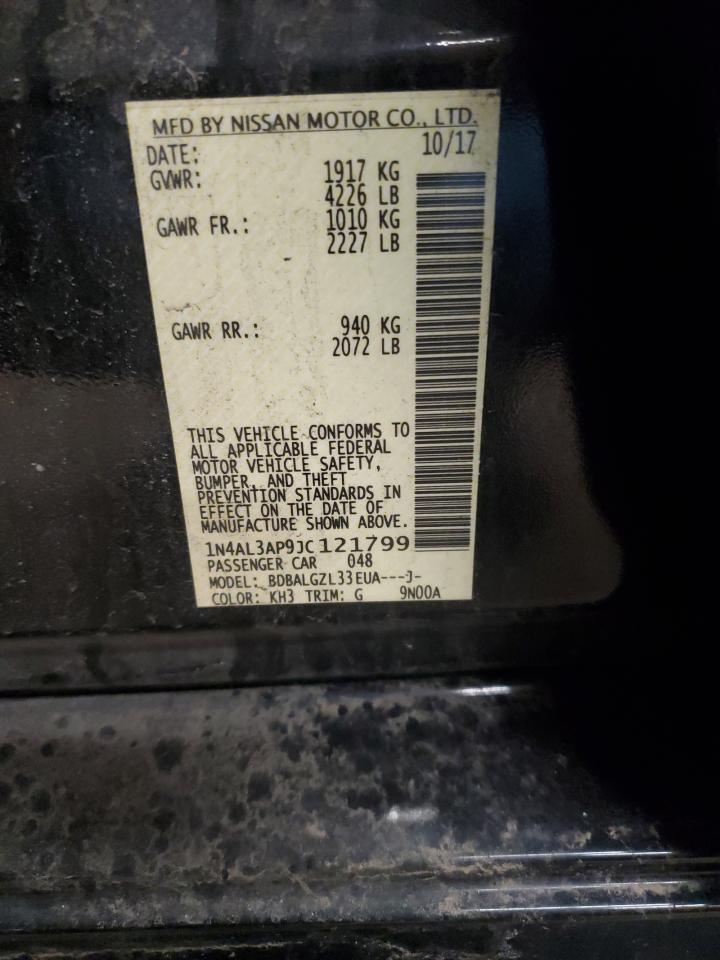 MFD BY NISSAN MOTOR CO., LTD.
DATE: 10/17
GVWR: 1917 KG
4226 LB
GAWR FR.: 1010 KG
2227 LB
GAWR RR.: 940 KG
2072 LB
THIS VEHICLE CONFORMS TO
ALL APPLICABLE FEDERAL
MOTOR VEHICLE SAFETY,
BUMPER, AND THEFT
PREVENTION STANDARDS IN
EFFECT ON THE DATE OF
MANUFACTURE SHOWN ABOVE.
1N4AL3AP9JC121799
PASSENGER CAR 048
MODEL: BDBALGZL33EUA---J-
COLOR: KH3 TRIM: G 9N00A